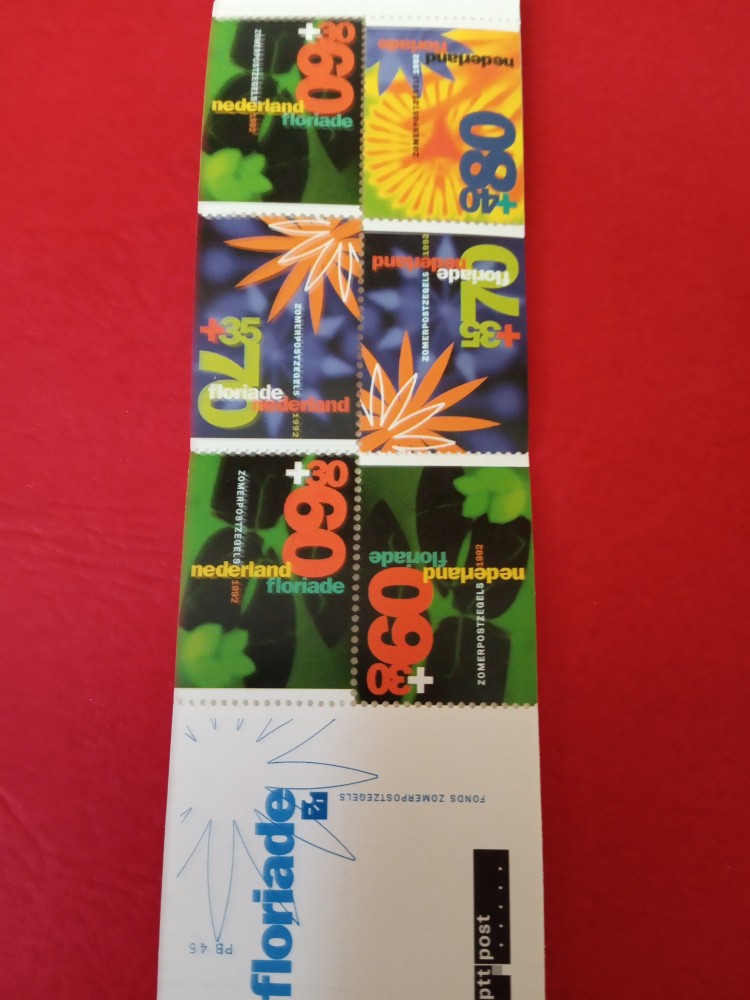 +30
60
nederland
floriade
ZOMERPOSTZEGELS 1992
nederland
floriade
ZOMERPOSTZEGELS 1992
80
+40
+35
70
floriade
nederland
ZOMERPOSTZEGELS 1992
nederland
floriade
70
+35
ZOMERPOSTZEGELS 1992
+30
60
nederland
floriade
ZOMERPOSTZEGELS 1992
floriade
nederland
60
+30
ZOMERPOSTZEGELS 1992
floriade
FONDS ZOMERPOSTZEGELS
PB 45
ptt post